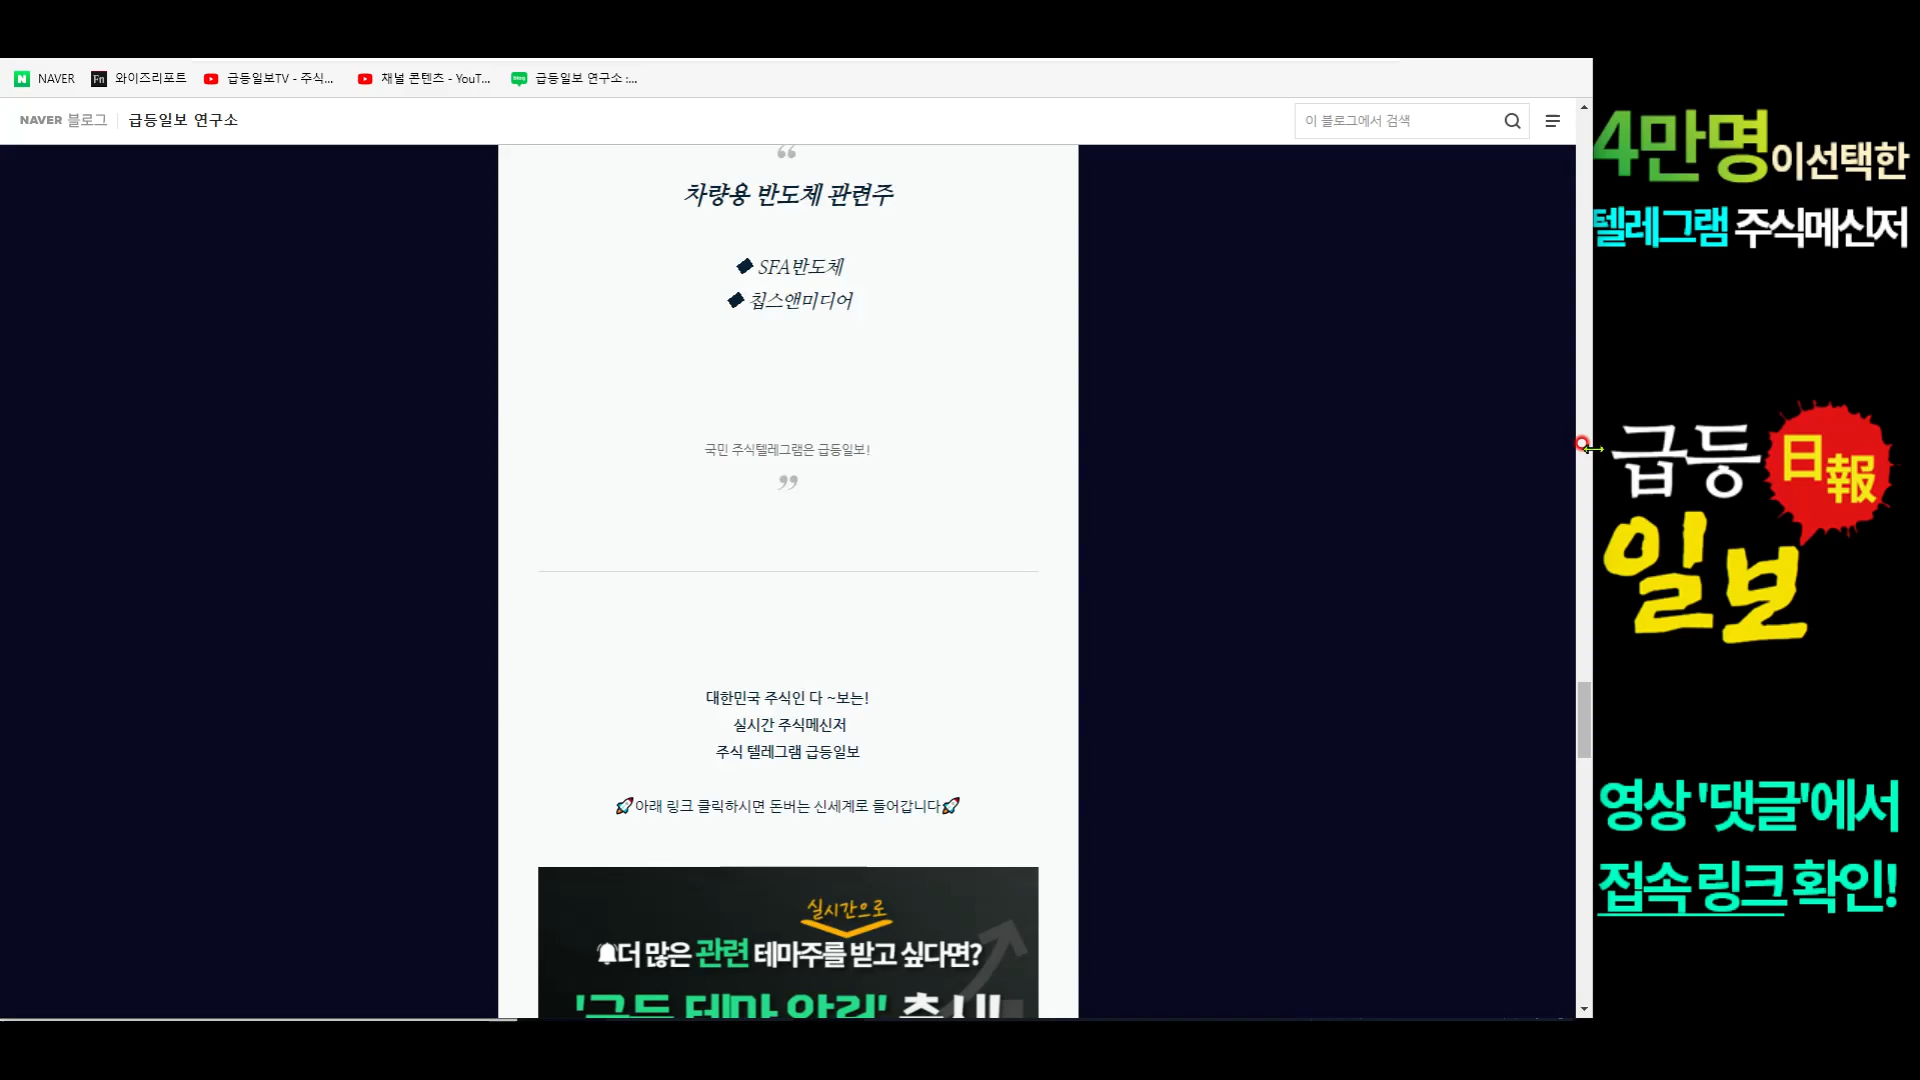 NAVER
와이즈리포트
급등일보TV - 주식...
채널 콘텐츠 - YouT...
급등일보 연구소 :...
NAVER 블로그
급등일보 연구소
이 블로그에서 검색
차량용 반도체 관련주
◆ SFA반도체
◆ 칩스앤미디어
국민 주식텔레그램은 급등일보!
대한민국 주식인 다 ~보는!
실시간 주식메신저
주식 텔레그램 급등일보
🚀아래 링크 클릭하시면 돈버는 신세계로 들어갑니다🚀
실시간으로
더 많은 관련 테마주를 받고 싶다면?
4만명이선택한
텔레그램 주식메신저
급등
日報
일보
영상 '댓글'에서
접속 링크 확인!